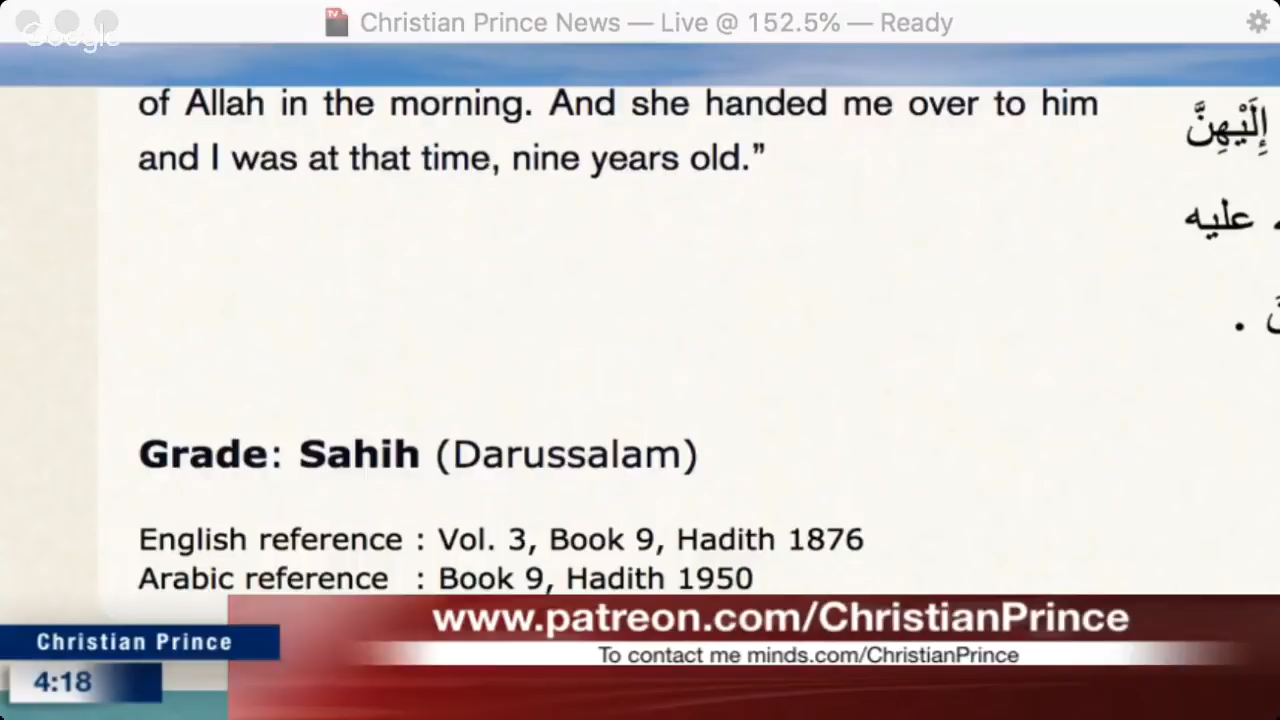 Christian Prince News — Live @ 152.5% — Ready
Google
of Allah in the morning. And she handed me over to him
and I was at that time, nine years old.”
إِلَيْهِنَّ
عليه
Grade: Sahih (Darussalam)
English reference : Vol. 3, Book 9, Hadith 1876
Arabic reference : Book 9, Hadith 1950
www.patreon.com/ChristianPrince
To contact me minds.com/ChristianPrince
Christian Prince
4:18